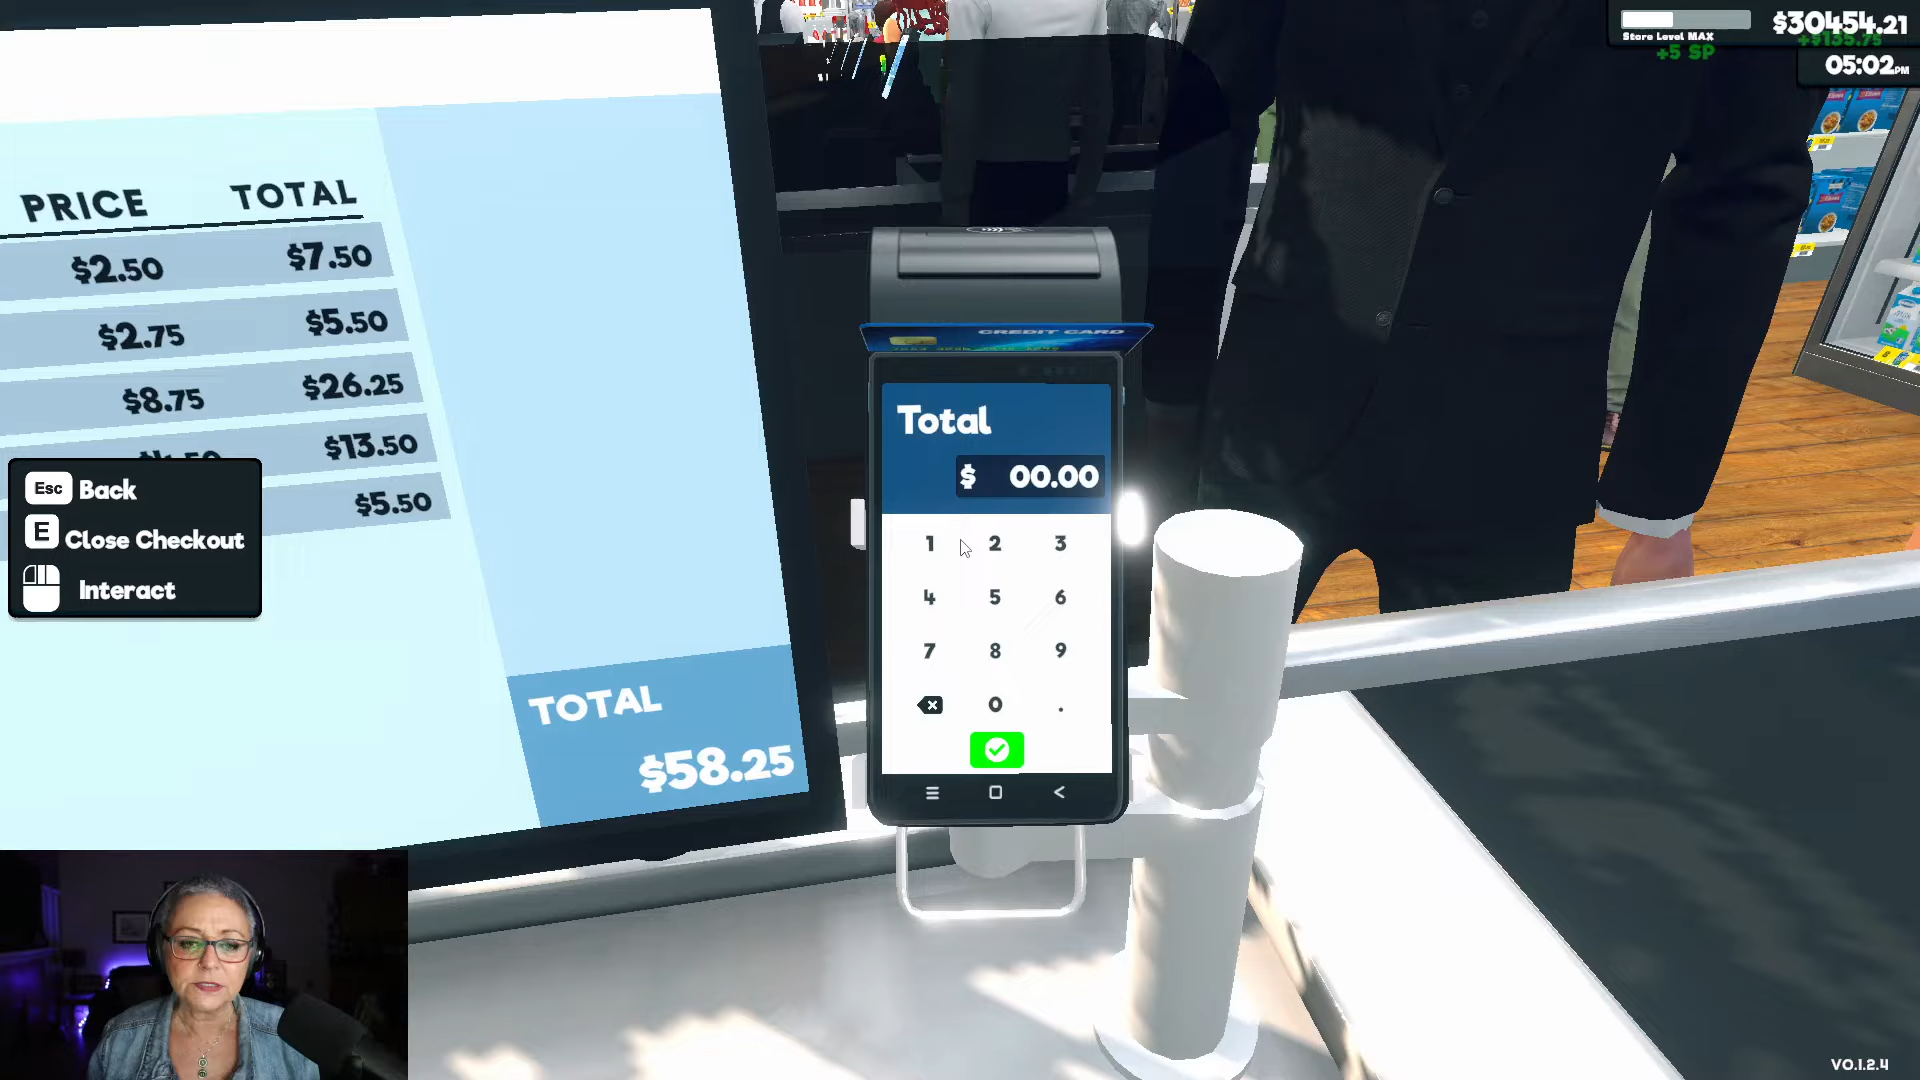 $30454.21
Store Level MAX
+$135.75
+5 SP
05:02PM
PRICE TOTAL
$2.50 $7.50
$2.75 $5.50
$8.75 $26.25
$13.50
$5.50
Esc Back
E Close Checkout
Interact
TOTAL
$58.25
CREDIT CARD
Total
$ 00.00
1 2 3
4 5 6
7 8 9
0 .
V0.1.2.4